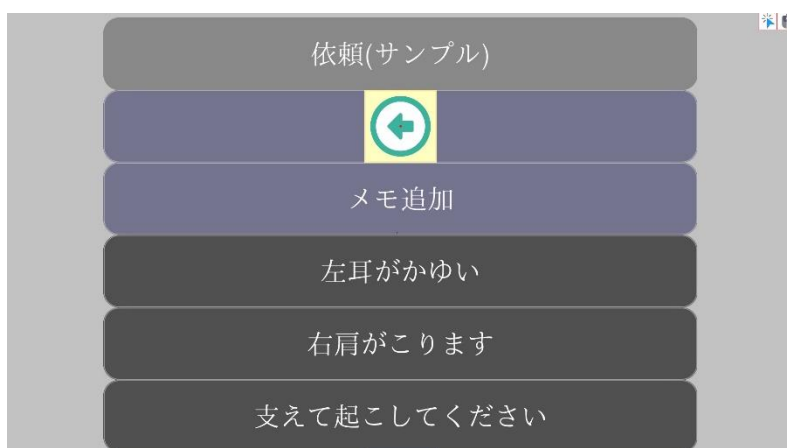 依頼(サンプル)
メモ追加
左耳がかゆい
右肩がこります
支えて起こしてください